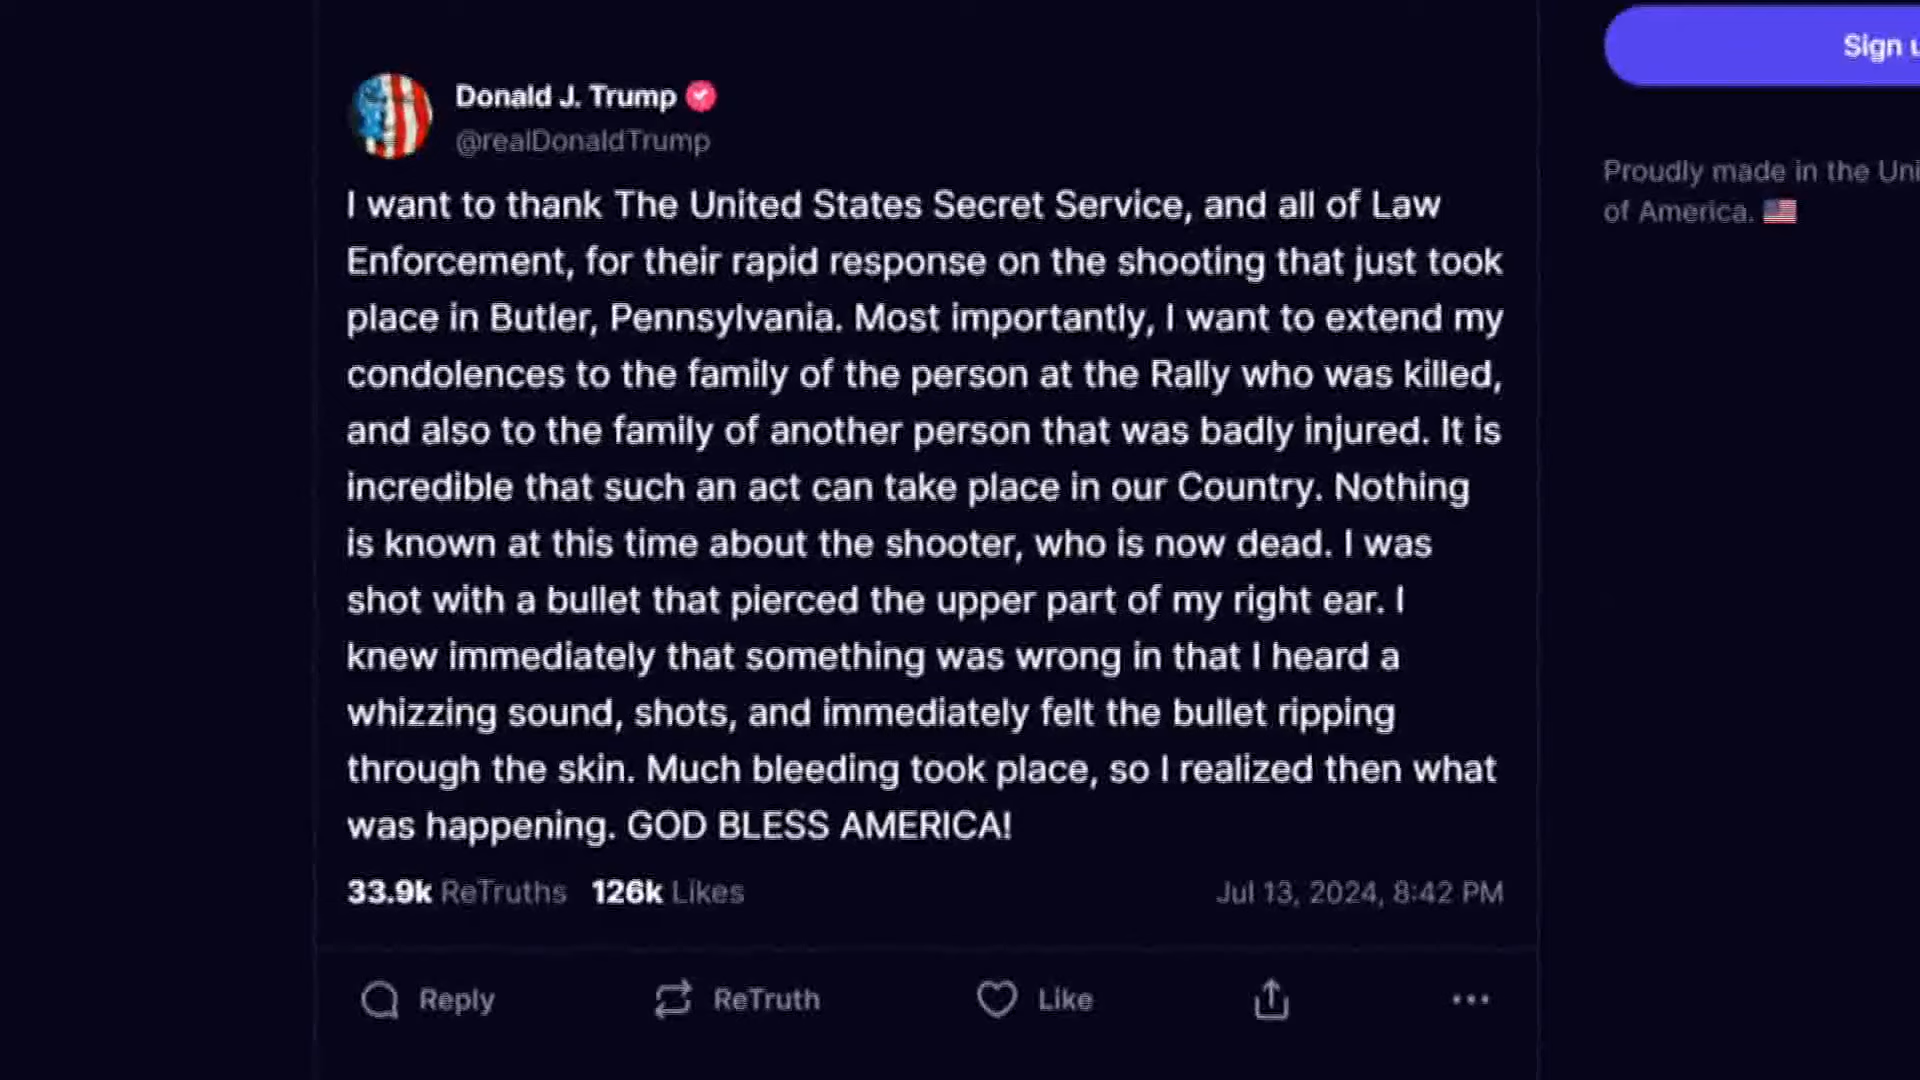 Donald J. Trump
@realDonaldTrump
I want to thank The United States Secret Service, and all of Law
Enforcement, for their rapid response on the shooting that just took
place in Butler, Pennsylvania. Most importantly, I want to extend my
condolences to the family of the person at the Rally who was killed,
and also to the family of another person that was badly injured. It is
incredible that such an act can take place in our Country. Nothing
is known at this time about the shooter, who is now dead. I was
shot with a bullet that pierced the upper part of my right ear. I
knew immediately that something was wrong in that I heard a
whizzing sound, shots, and immediately felt the bullet ripping
through the skin. Much bleeding took place, so I realized then what
was happening. GOD BLESS AMERICA!
33.9k ReTruths 126k Likes Jul 13, 2024, 8:42 PM
Reply ReTruth Like
Sign u
Proudly made in the Uni
of America. 🇺🇸